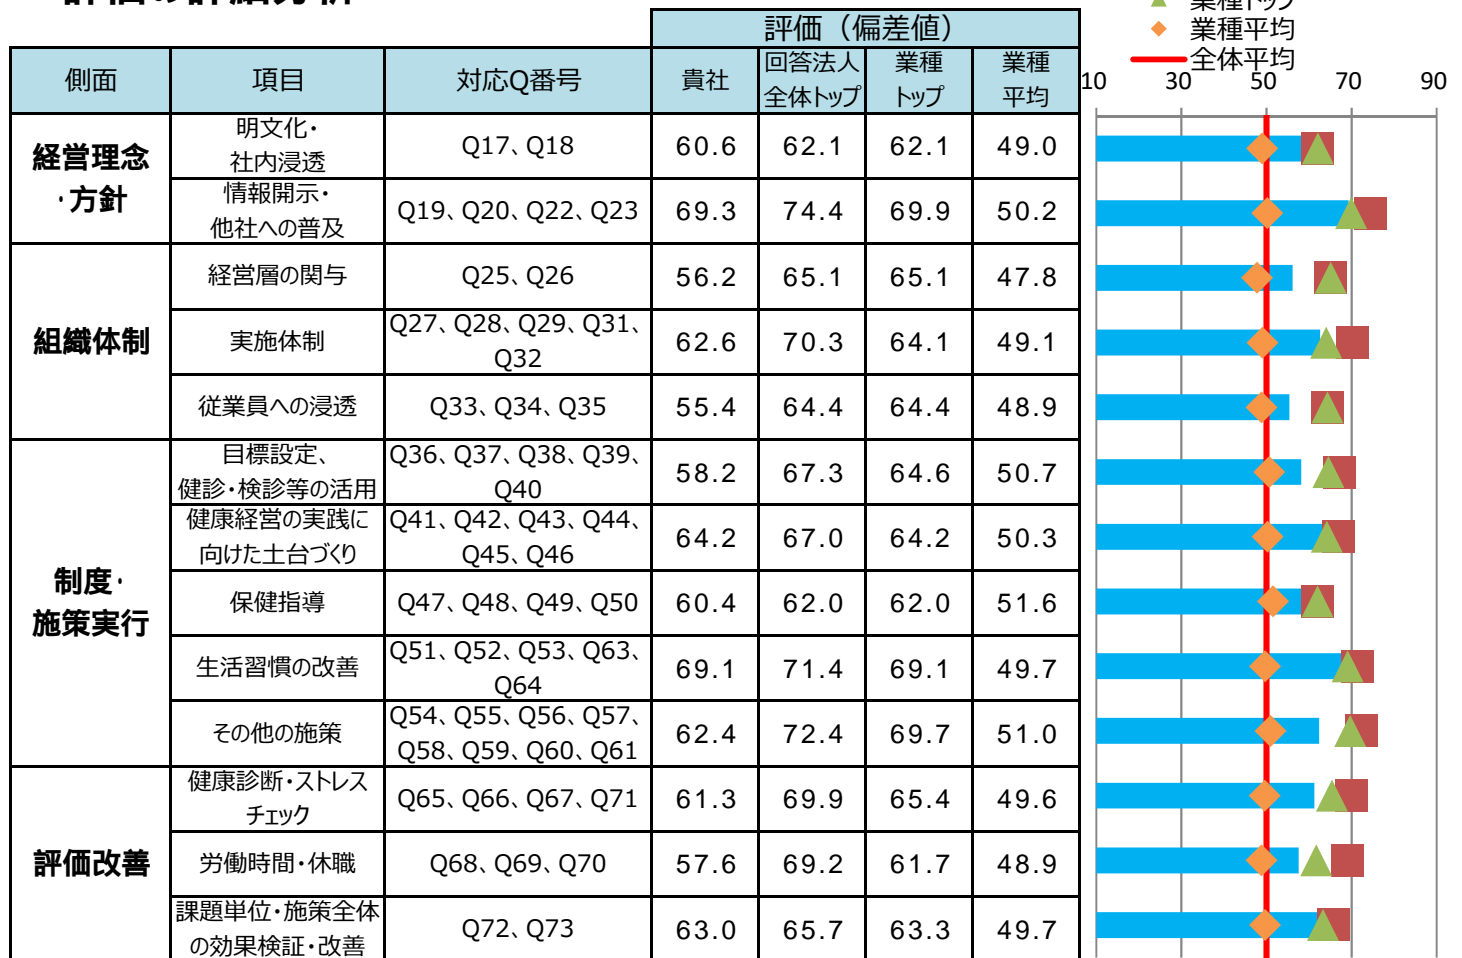 評価の詳細分析
業種トップ
業種平均
全体平均
評価（偏差値）
側面 項目 対応Q番号 貴社 回答法人 全体トップ 業種 トップ 業種 平均
10 30 50 70 90
経営理念
・方針
明文化・
社内浸透
Q17、Q18 60.6 62.1 62.1 49.0
情報開示・
他社への普及
Q19、Q20、Q22、Q23 69.3 74.4 69.9 50.2
組織体制
経営層の関与 Q25、Q26 56.2 65.1 65.1 47.8
実施体制
Q27、Q28、Q29、Q31、
Q32
62.6 70.3 64.1 49.1
従業員への浸透 Q33、Q34、Q35 55.4 64.4 64.4 48.9
制度・
施策実行
目標設定、
健診・検診等の活用
Q36、Q37、Q38、Q39、
Q40
58.2 67.3 64.6 50.7
健康経営の実践に
向けた土台づくり
Q41、Q42、Q43、Q44、
Q45、Q46
64.2 67.0 64.2 50.3
保健指導 Q47、Q48、Q49、Q50 60.4 62.0 62.0 51.6
生活習慣の改善
Q51、Q52、Q53、Q63、
Q64
69.1 71.4 69.1 49.7
その他の施策
Q54、Q55、Q56、Q57、
Q58、Q59、Q60、Q61
62.4 72.4 69.7 51.0
評価改善
健康診断・ストレス
チェック
Q65、Q66、Q67、Q71 61.3 69.9 65.4 49.6
労働時間・休職 Q68、Q69、Q70 57.6 69.2 61.7 48.9
課題単位・施策全体
の効果検証・改善
Q72、Q73 63.0 65.7 63.3 49.7